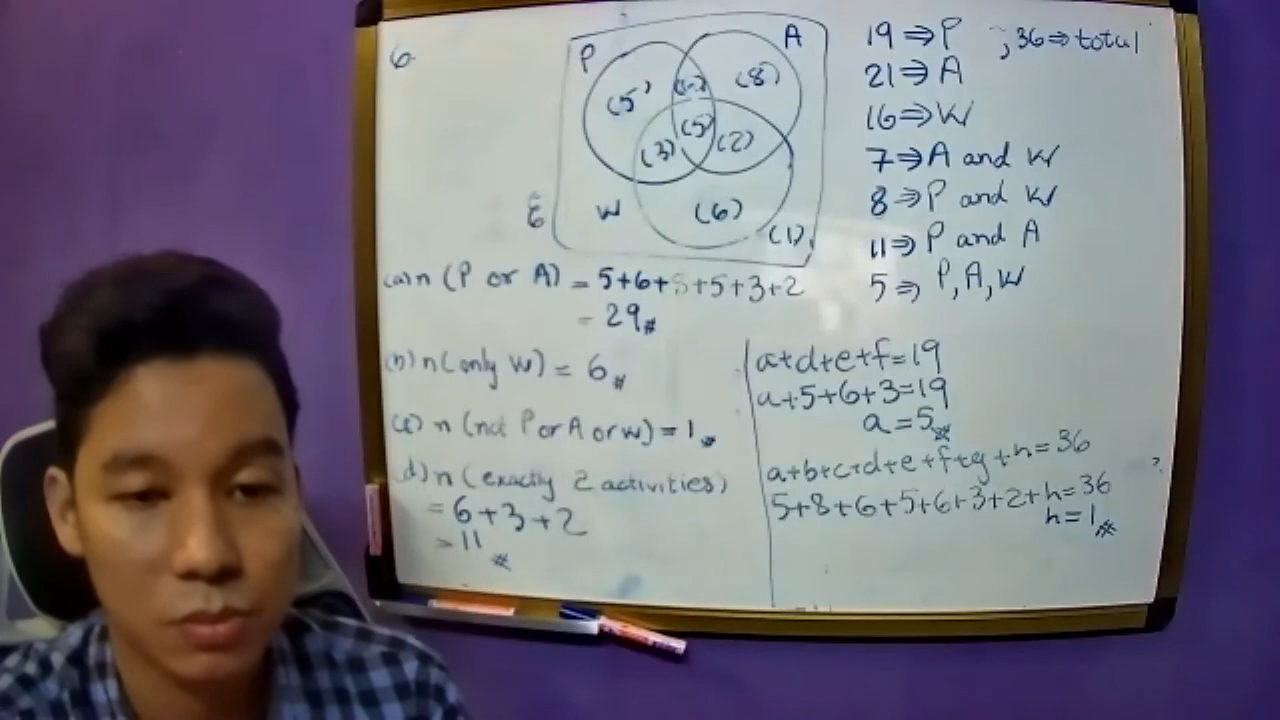 6.
P
A
(5)
(8)
(5)
(3)
(2)
Ɛ
W
(6)
(1)
19 ⇒ P , 36 ⇒ total
21 ⇒ A
16 ⇒ W
7 ⇒ A and W
8 ⇒ P and W
11 ⇒ P and A
5 ⇒ P, A, W
(a) n (P or A) = 5+6+8+5+3+2
= 29#
(b) n (only W) = 6#
(c) n (not P or A or W) = 1#
(d) n (exactly 2 activities)
= 6+3+2
= 11
#
a+d+e+f=19
a+5+6+3=19
a=5#
a+b+c+d+e+f+g+h=36
5+8+6+5+6+3+2+h=36
h=1#